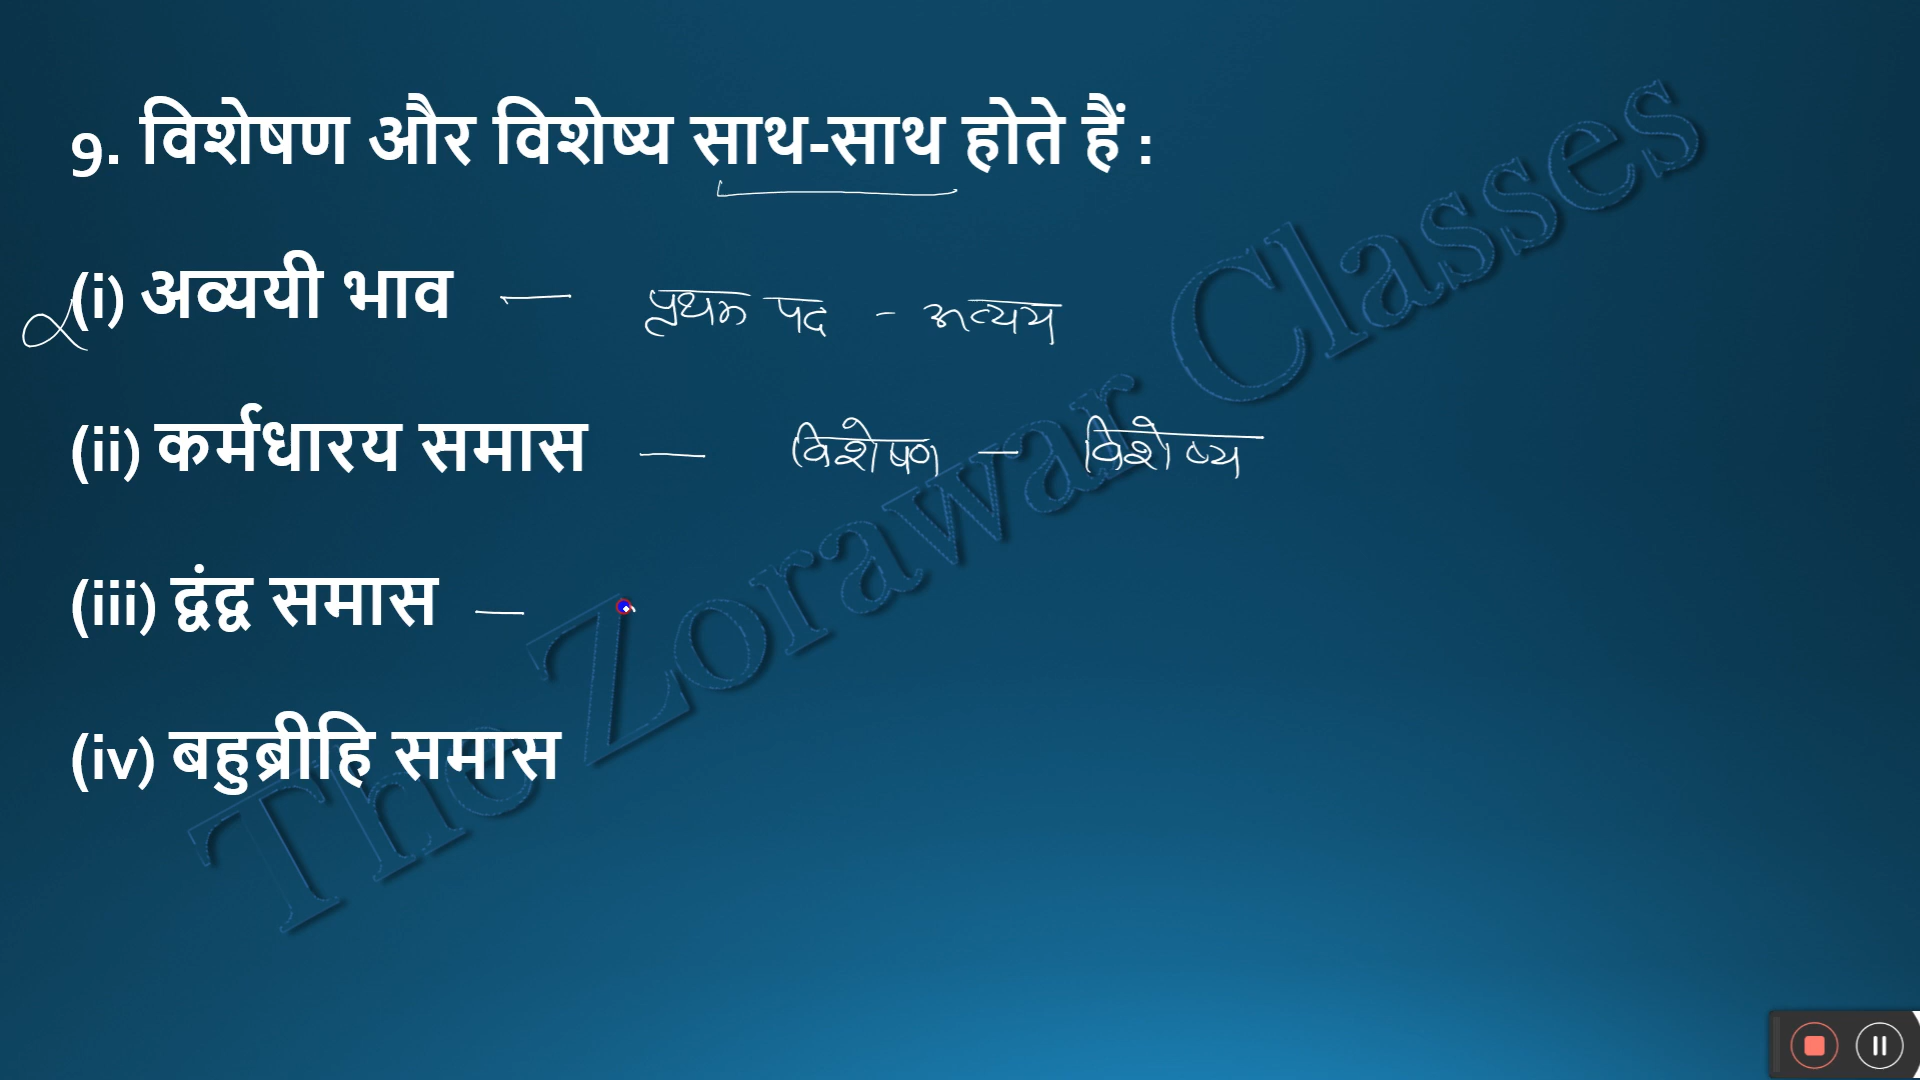 9. विशेषण और विशेष्य साथ-साथ होते हैं :
(i) अव्ययी भाव — प्रथम पद - अव्यय
(ii) कर्मधारय समास — विशेषण — विशेष्य
(iii) द्वंद्व समास —
(iv) बहुब्रीहि समास
The Zorawar Classes